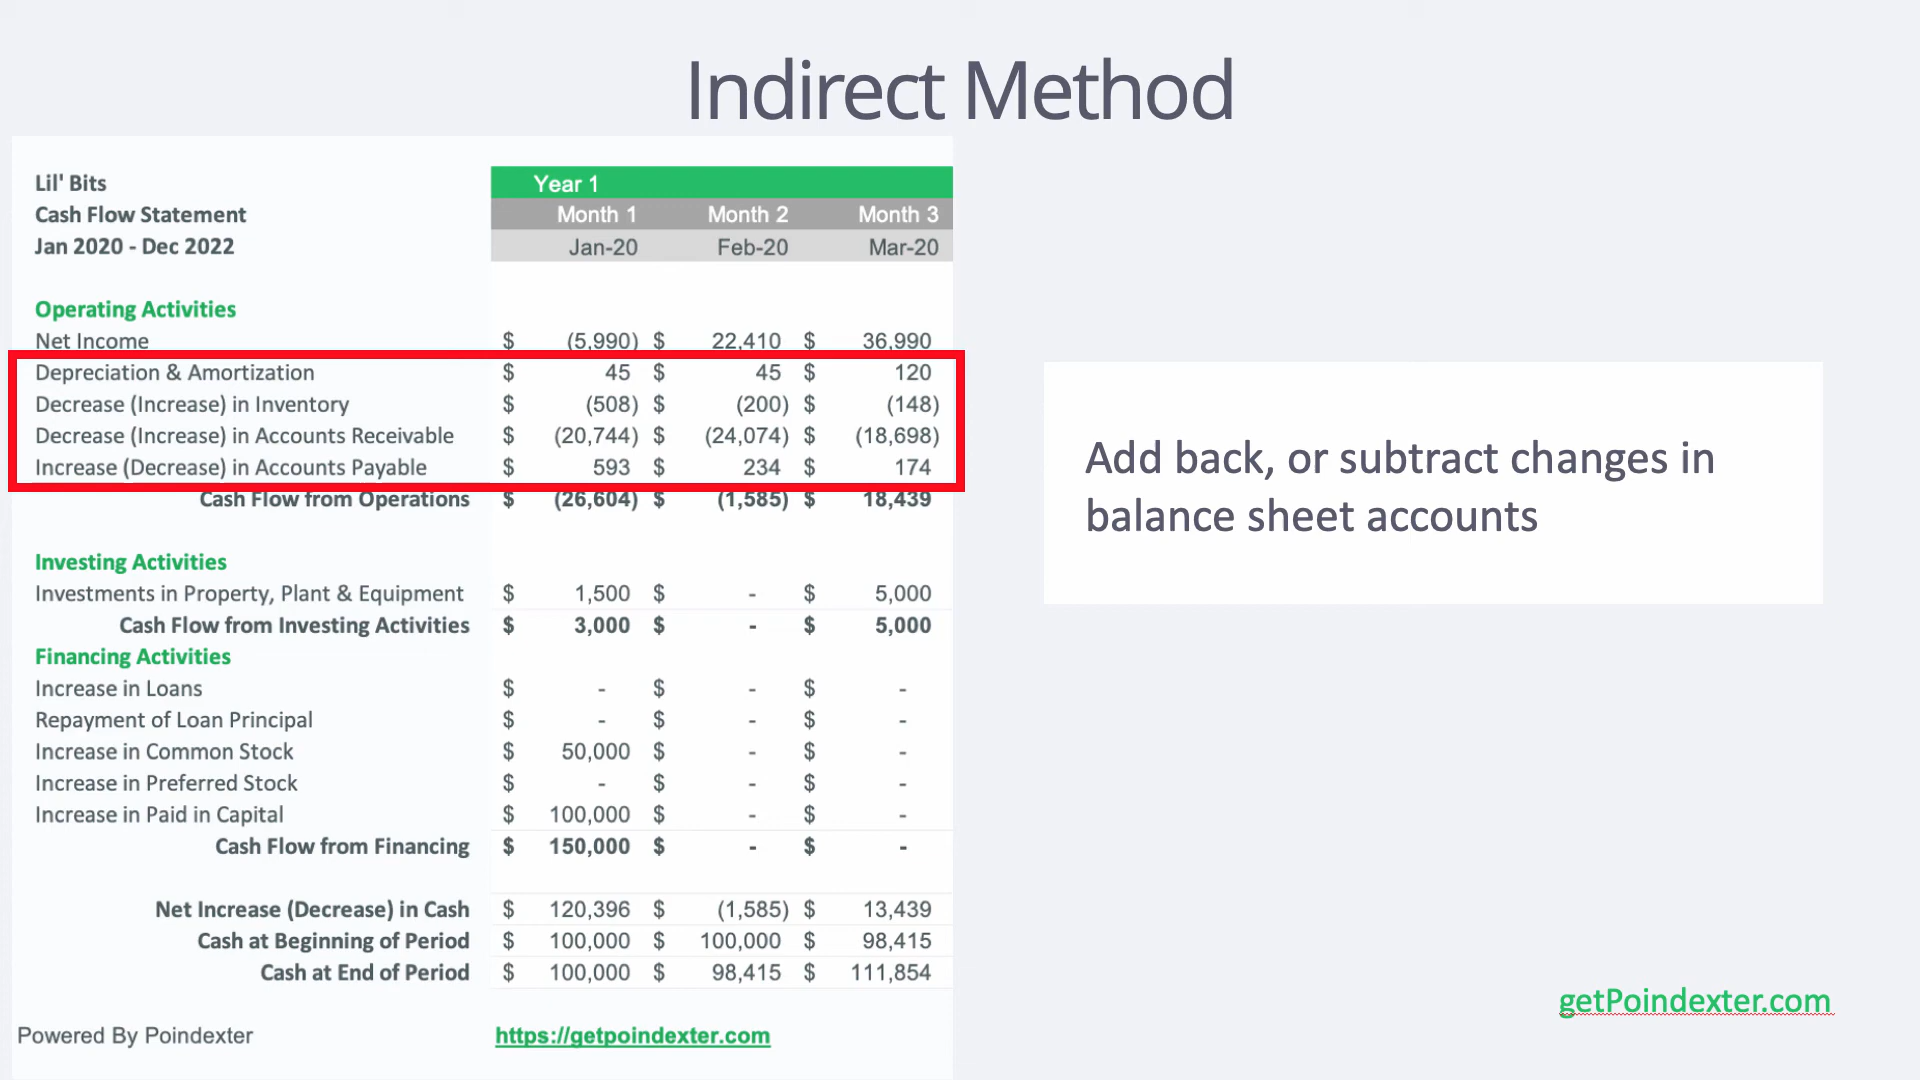 Indirect Method
Lil' Bits
Year 1
Cash Flow Statement
Month 1 Month 2 Month 3
Jan 2020 - Dec 2022
Jan-20 Feb-20 Mar-20
Operating Activities
Net Income $ (5,990) $ 22,410 $ 36,990
Depreciation & Amortization $ 45 $ 45 $ 120
Decrease (Increase) in Inventory $ (508) $ (200) $ (148)
Decrease (Increase) in Accounts Receivable $ (20,744) $ (24,074) $ (18,698)
Increase (Decrease) in Accounts Payable $ 593 $ 234 $ 174
Cash Flow from Operations $ (26,604) $ (1,585) $ 18,439
Investing Activities
Investments in Property, Plant & Equipment $ 1,500 $ - $ 5,000
Cash Flow from Investing Activities $ 3,000 $ - $ 5,000
Financing Activities
Increase in Loans $ - $ - $ -
Repayment of Loan Principal $ - $ - $ -
Increase in Common Stock $ 50,000 $ - $ -
Increase in Preferred Stock $ - $ - $ -
Increase in Paid in Capital $ 100,000 $ - $ -
Cash Flow from Financing $ 150,000 $ - $ -
Net Increase (Decrease) in Cash $ 120,396 $ (1,585) $ 13,439
Cash at Beginning of Period $ 100,000 $ 100,000 $ 98,415
Cash at End of Period $ 100,000 $ 98,415 $ 111,854
Powered By Poindexter https://getpoindexter.com
Add back, or subtract changes in
balance sheet accounts
getPoindexter.com